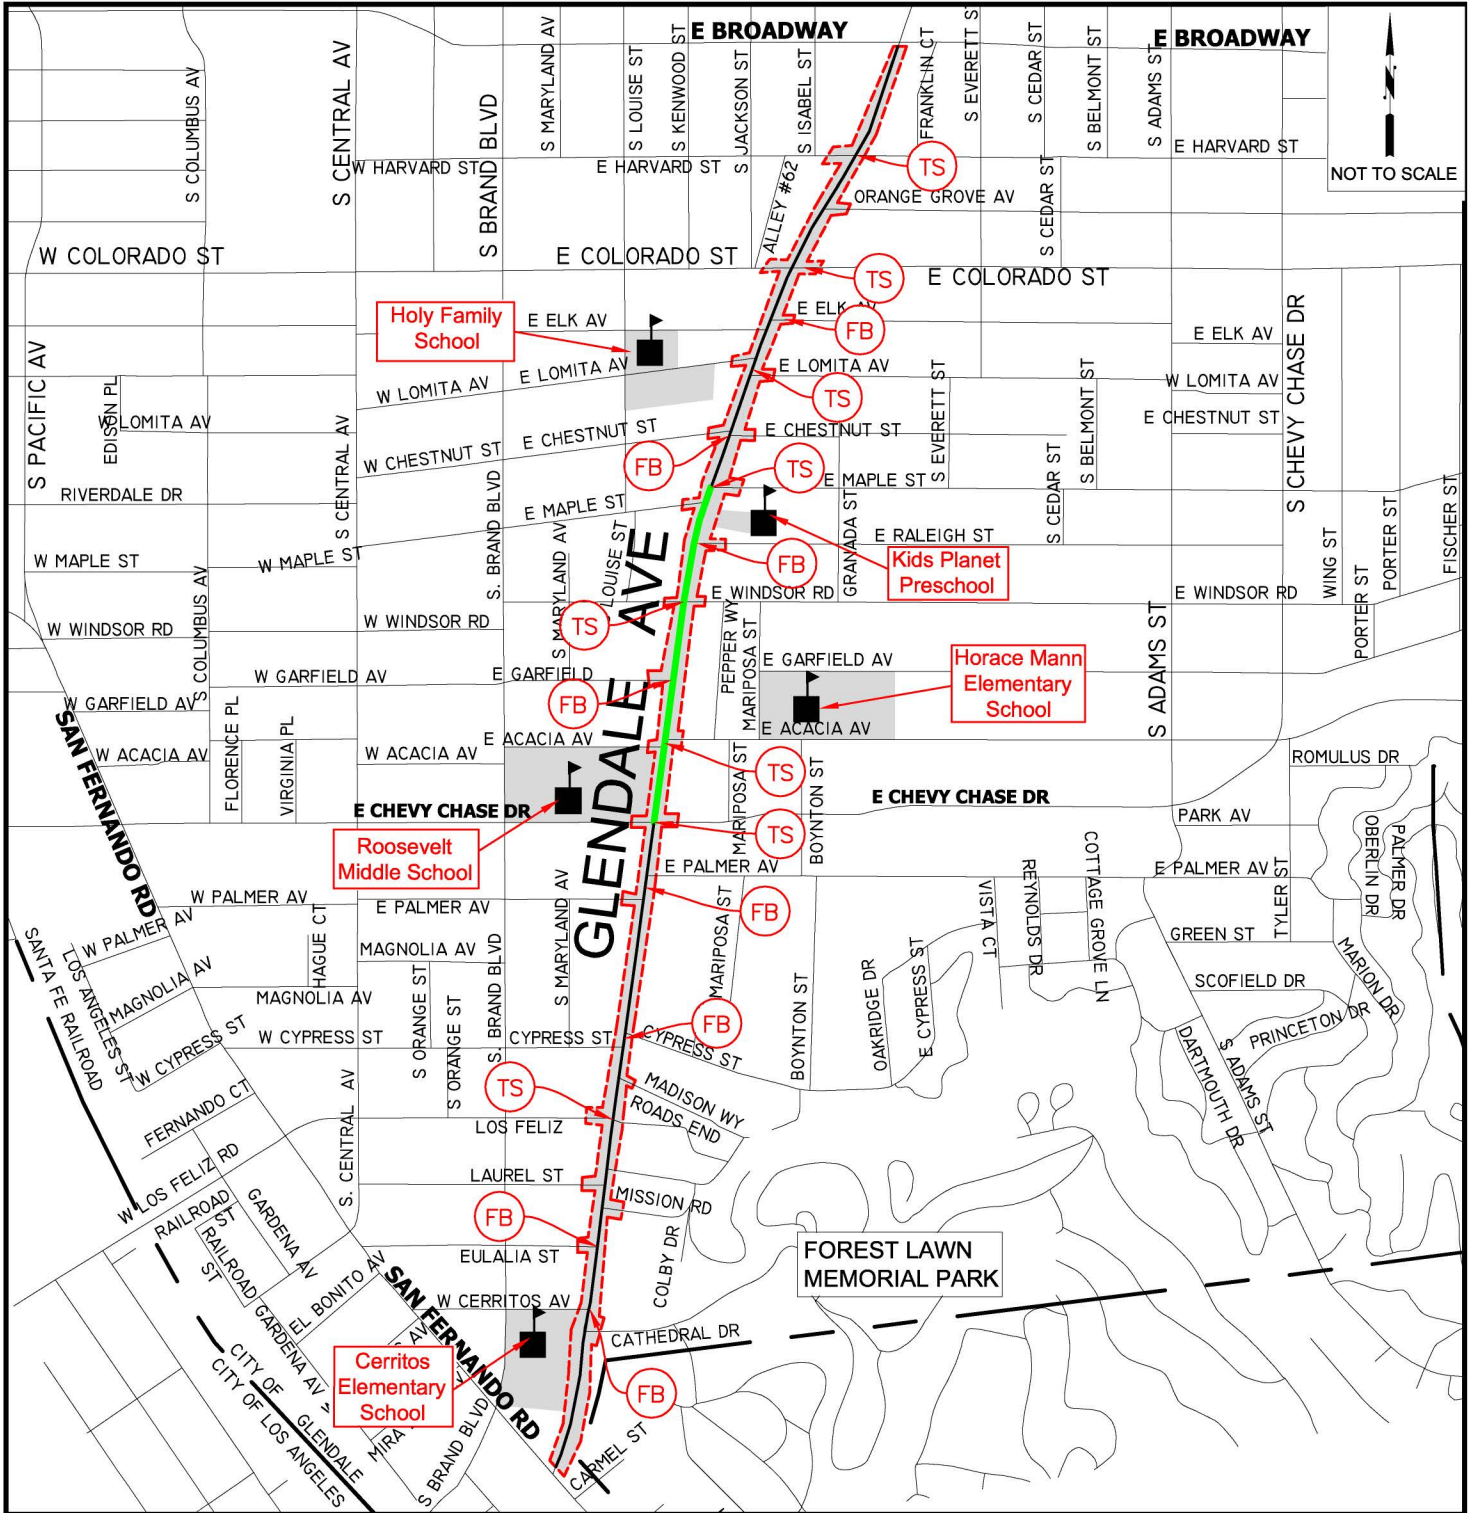 E BROADWAY
E BROADWAY
S COLUMBUS AV
S CENTRAL AV
S BRAND BLVD
S MARYLAND AV
S LOUISE ST
S KENWOOD ST
S JACKSON ST
S ISABEL ST
FRANKLIN CT
S EVERETT S
S CEDAR ST
S BELMONT ST
S ADAMS ST
N
NOT TO SCALE
W HARVARD ST
E HARVARD ST
E HARVARD ST
TS
ALLEY #62
ORANGE GROVE AV
S CEDAR ST
W COLORADO ST
E COLORADO ST
E COLORADO ST
TS
Holy Family
School
E ELK AV
E ELK AV
E ELK AV
FB
S PACIFIC AV
EDISON PL
W LOMITA AV
W LOMITA AV
E LOMITA AV
E LOMITA AV
W LOMITA AV
TS
S CHEVY CHASE DR
S CENTRAL AV
W CHESTNUT ST
E CHESTNUT ST
E CHESTNUT ST
E CHESTNUT ST
S EVERETT ST
S BELMONT ST
FB
TS
RIVERDALE DR
S. BRAND BLVD
E MAPLE ST
E MAPLE ST
S CEDAR ST
GRANADA ST
W MAPLE ST
W MAPLE ST
S MARYLAND AV
LOUISE ST
E RALEIGH ST
FB
Kids Planet
Preschool
WING ST
PORTER ST
PORTER ST
FISCHER ST
S COLUMBUS AV
W WINDSOR RD
W WINDSOR RD
E WINDSOR RD
E WINDSOR RD
TS
GLENDALE AVE
PEPPER WY
MARIPOSA ST
E GARFIELD AV
Horace Mann
Elementary
School
S ADAMS ST
W GARFIELD AV
W GARFIELD AV
E GARFIELD
FB
E ACACIA AV
E ACACIA AV
W ACACIA AV
W ACACIA AV
FLORENCE PL
VIRGINIA PL
SAN FERNANDO RD
TS
MARIPOSA ST
BOYNTON ST
ROMULUS DR
E CHEVY CHASE DR
E CHEVY CHASE DR
TS
PARK AV
Roosevelt
Middle School
E PALMER AV
E PALMER AV
OBERLIN DR
PALMER DR
W PALMER AV
E PALMER AV
W PALMER AV
HAGUE CT
S MARYLAND AV
FB
MARIPOSA ST
VISTA CT
REYNOLDS DR
COTTAGE GROVE LN
TYLER ST
GREEN ST
MARION DR
SANTA FE RAILROAD
LOS ANGELES ST
MAGNOLIA AV
MAGNOLIA AV
MAGNOLIA AV
S ORANGE ST
S ORANGE ST
S. BRAND BLVD
BOYNTON ST
OAKRIDGE DR
E CYPRESS ST
SCOFIELD DR
PRINCETON DR
DARTMOUTH DR
S ADAMS ST
W CYPRESS ST
W CYPRESS ST
CYPRESS ST
CYPRESS ST
FB
TS
MADISON WY
ROADS END
FERNANDO CT
LOS FELIZ
W LOS FELIZ RD
S. CENTRAL AV
LAUREL ST
MISSION RD
RAILROAD
ST
RAILROAD
ST
GARDENA AV
GARDENA AV
FB
EULALIA ST
COLBY DR
FOREST LAWN
MEMORIAL PARK
EL BONITO AV
SAN FERNANDO RD
W CERRITOS AV
CATHEDRAL DR
Cerritos
Elementary
School
FB
CITY OF GLENDALE
CITY OF LOS ANGELES
MIRA
AV
S BRAND BLVD
CARMEL ST